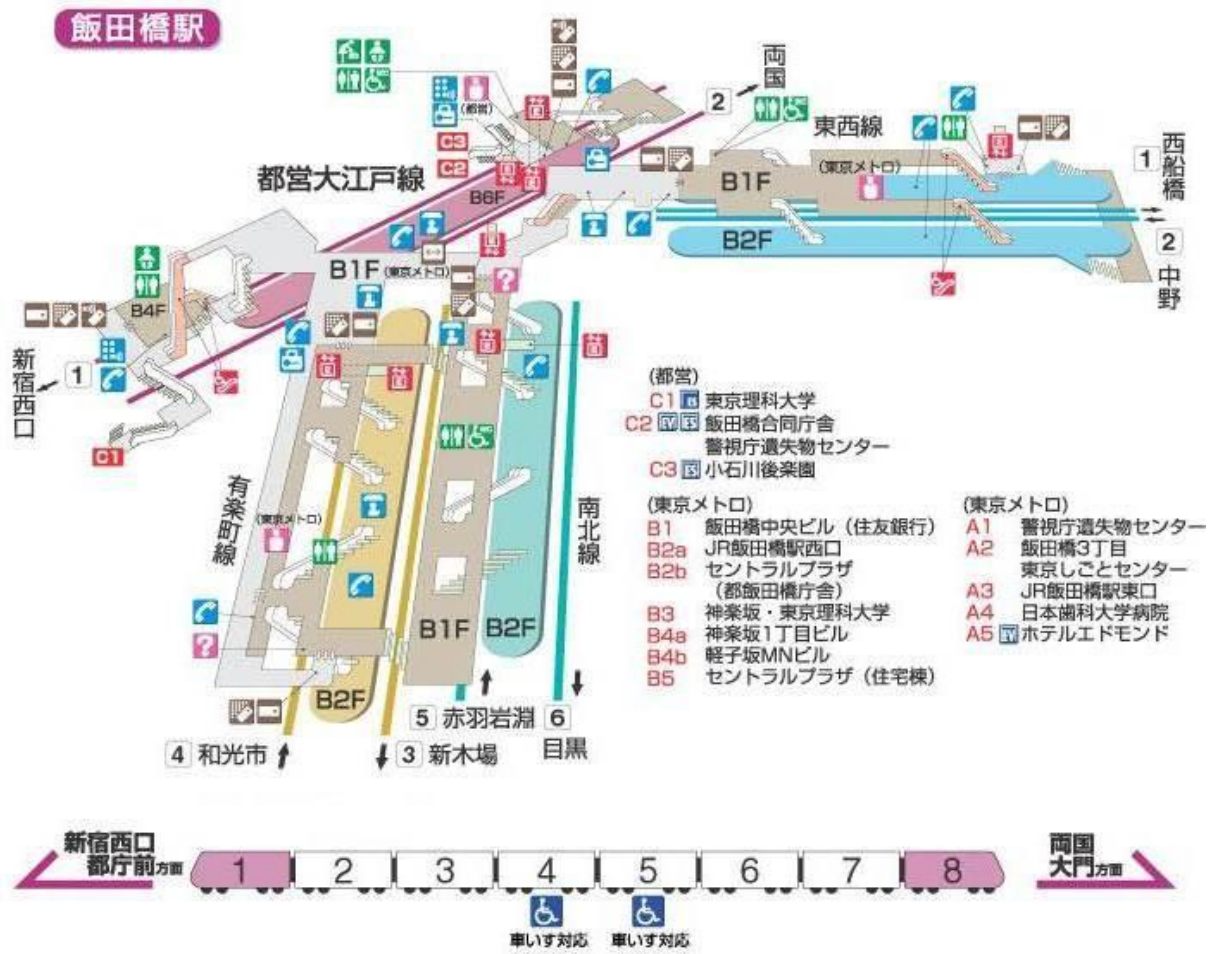 飯田橋駅
両国
2
(都営)
C3
C2
都営大江戸線
東西線
(東京メトロ)
B1F
B2F
1
西船橋
2
中野
B6F
B1F
(東京メトロ)
B4F
新宿西口
1
C1
有楽町線
(東京メトロ)
南北線
B1F
B2F
B2F
5 赤羽岩淵
6 目黒
4 和光市
3 新木場
(都営)
C1 ES 東京理科大学
C2 EV ES 飯田橋合同庁舎
警視庁遺失物センター
C3 ES 小石川後楽園
(東京メトロ)
B1 飯田橋中央ビル(住友銀行)
B2a JR飯田橋駅西口
B2b セントラルプラザ
(都飯田橋庁舎)
B3 神楽坂・東京理科大学
B4a 神楽坂1丁目ビル
B4b 軽子坂MNビル
B5 セントラルプラザ(住宅棟)
(東京メトロ)
A1 警視庁遺失物センター
A2 飯田橋3丁目
東京しごとセンター
A3 JR飯田橋駅東口
A4 日本歯科大学病院
A5 EV ホテルエドモンド
新宿西口
都庁前方面
1 2 3 4 5 6 7 8
両国
大門方面
車いす対応 車いす対応